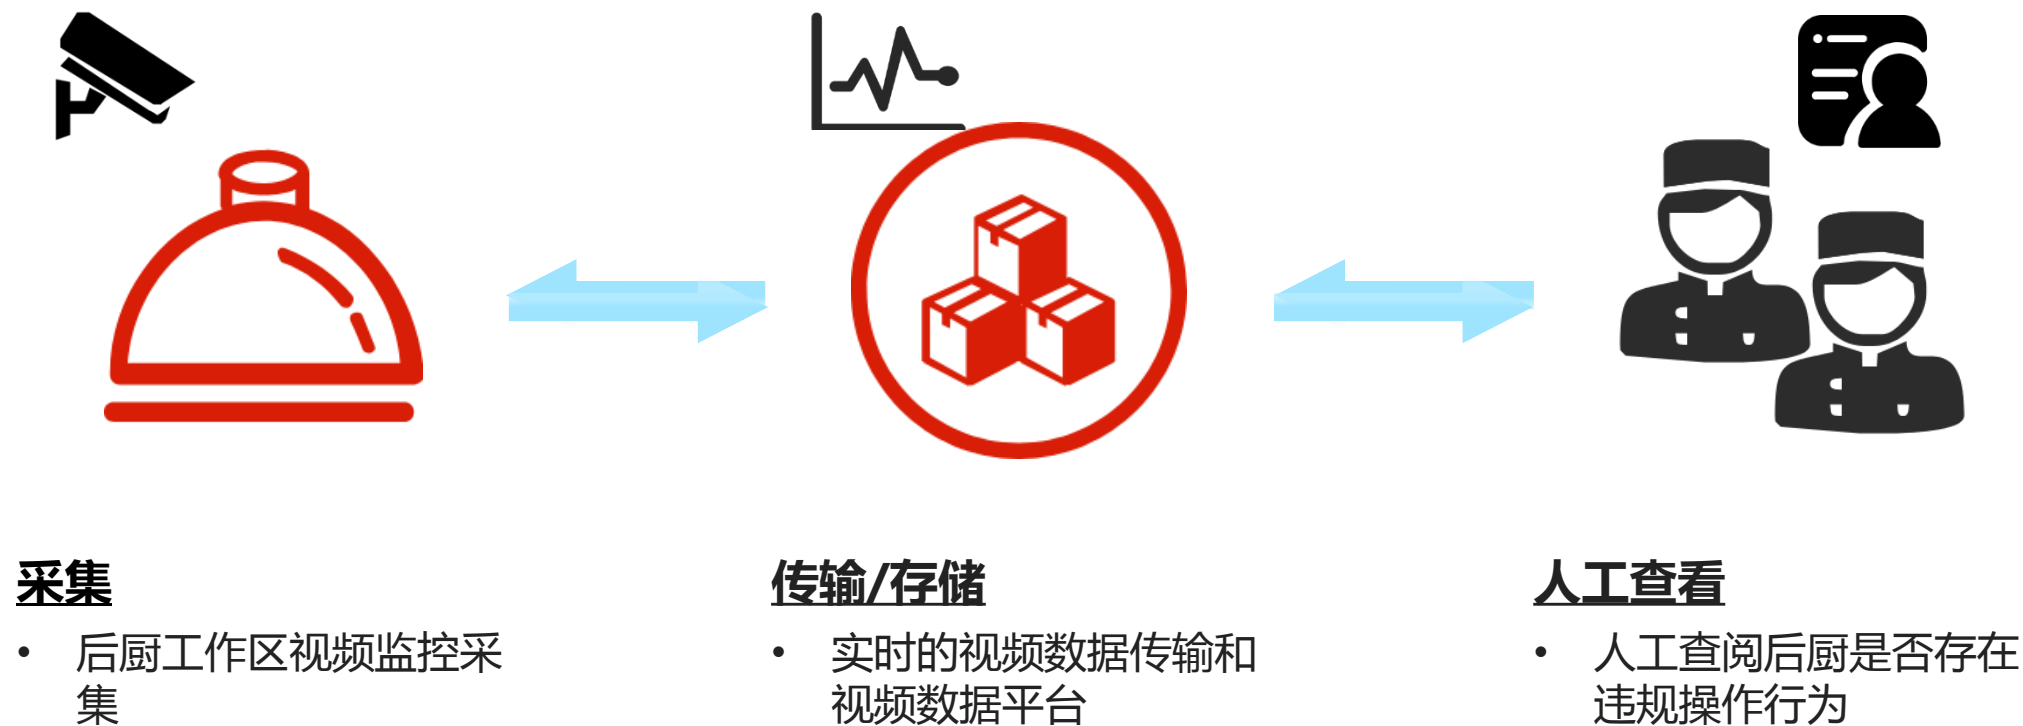 采集
• 后厨工作区视频监控采
集
传输/存储
• 实时的视频数据传输和
视频数据平台
人工查看
• 人工查阅后厨是否存在
违规操作行为